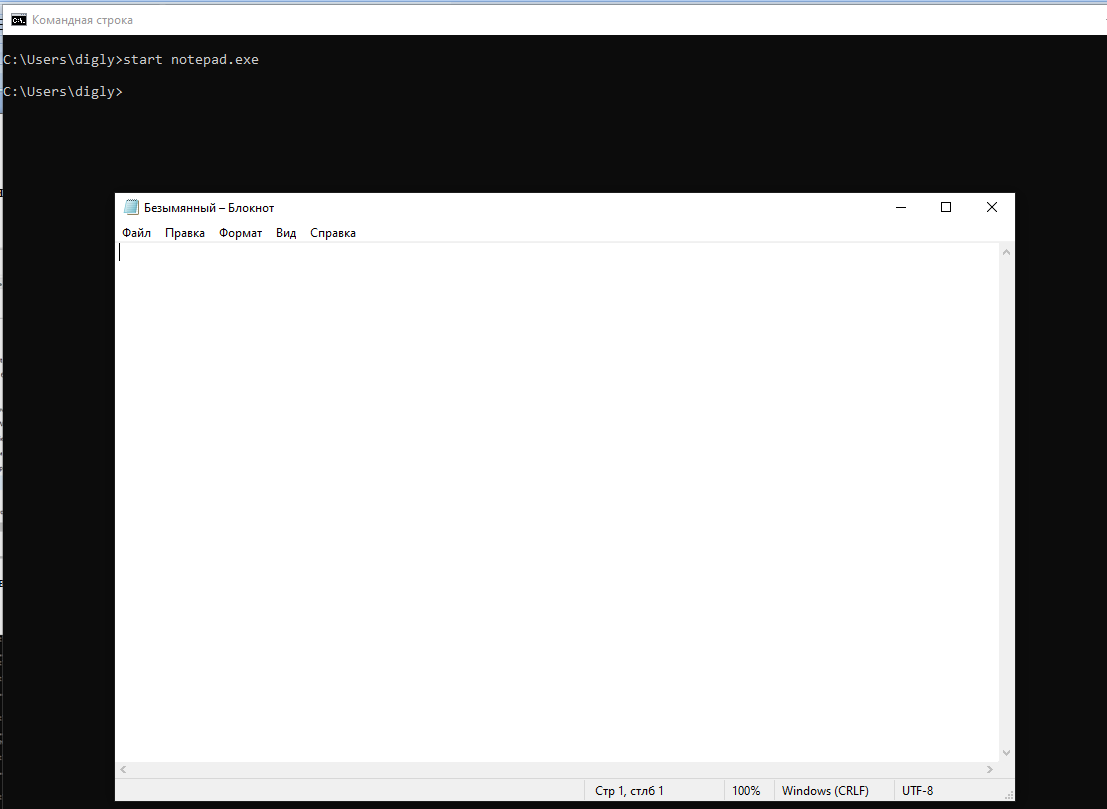 Командная строка
C:\Users\digly>start notepad.exe
C:\Users\digly>
Безымянный – Блокнот
Файл Правка Формат Вид Справка
Стр 1, стлб 1 100% Windows (CRLF) UTF-8